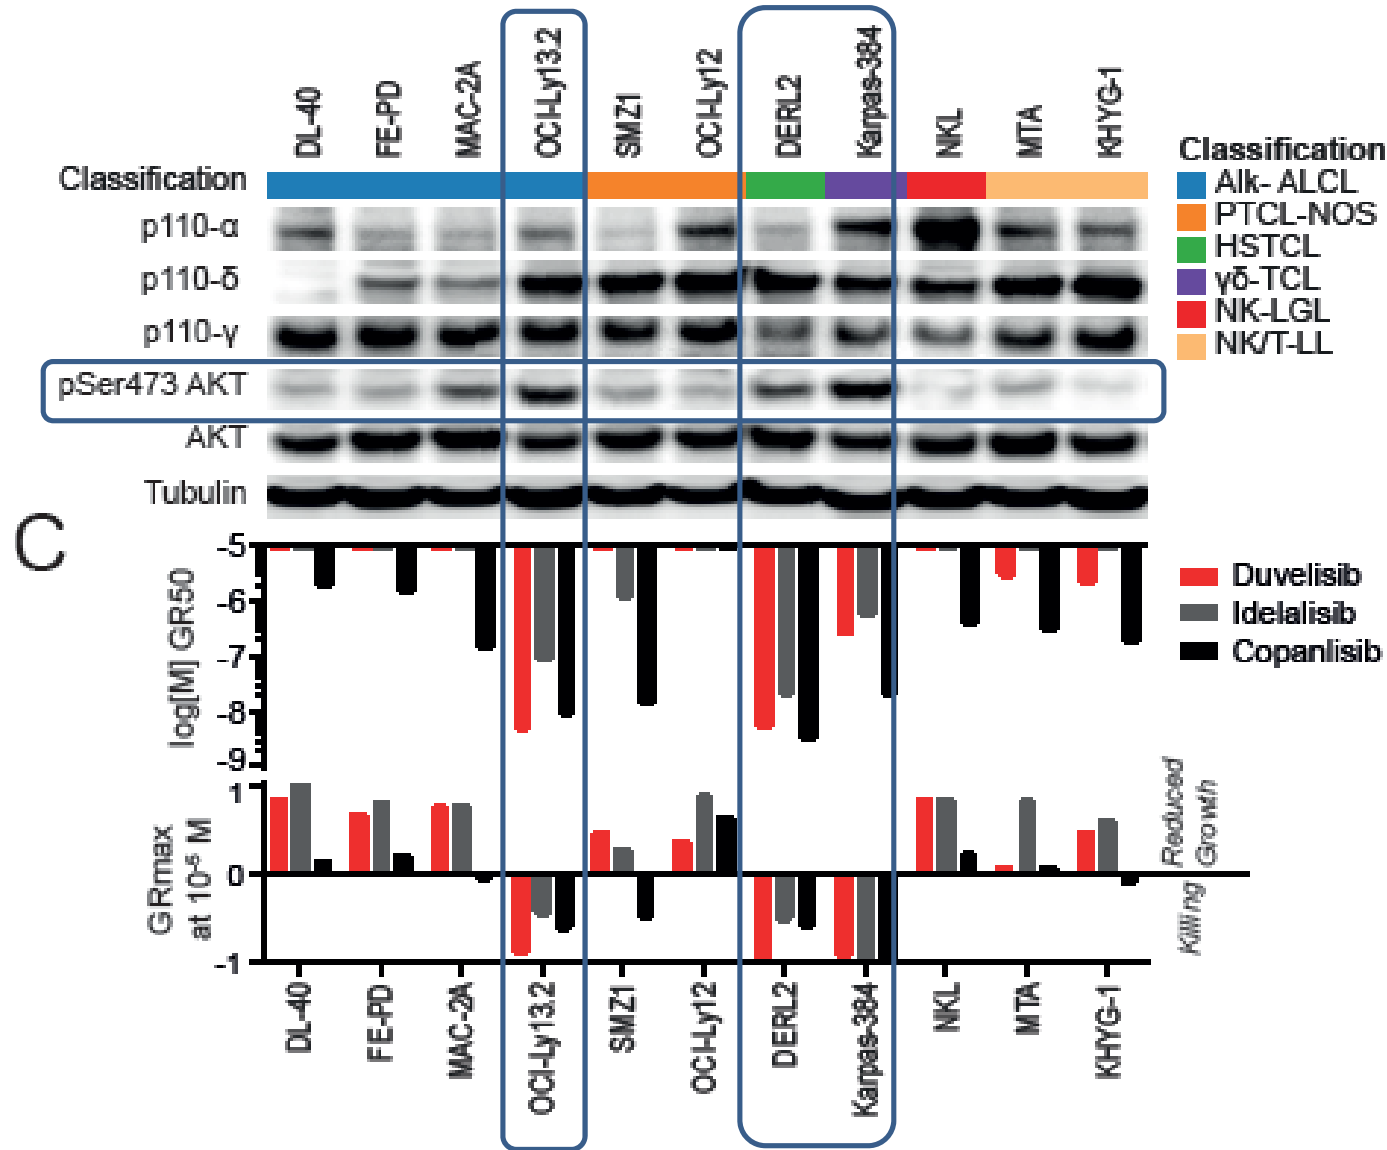 DL-40
FE-PD
MAC-2A
OCI-Ly13.2
SMZ1
OCI-Ly12
DERL2
Karpas-384
NKL
MTA
KHYG-1
Classification
Classification
Alk- ALCL
PTCL-NOS
HSTCL
γδ-TCL
NK-LGL
NK/T-LL
p110-α
p110-δ
p110-γ
pSer473 AKT
AKT
Tubulin
C
log[M] GR50
-5
-6
-7
-8
-9
Duvelisib
Idelalisib
Copanlisib
GRmax
at 10⁻⁵ M
1
0
-1
Reduced
Growth
Killing
DL-40
FE-PD
MAC-2A
OCI-Ly13.2
SMZ1
OCI-Ly12
DERL2
Karpas-384
NKL
MTA
KHYG-1